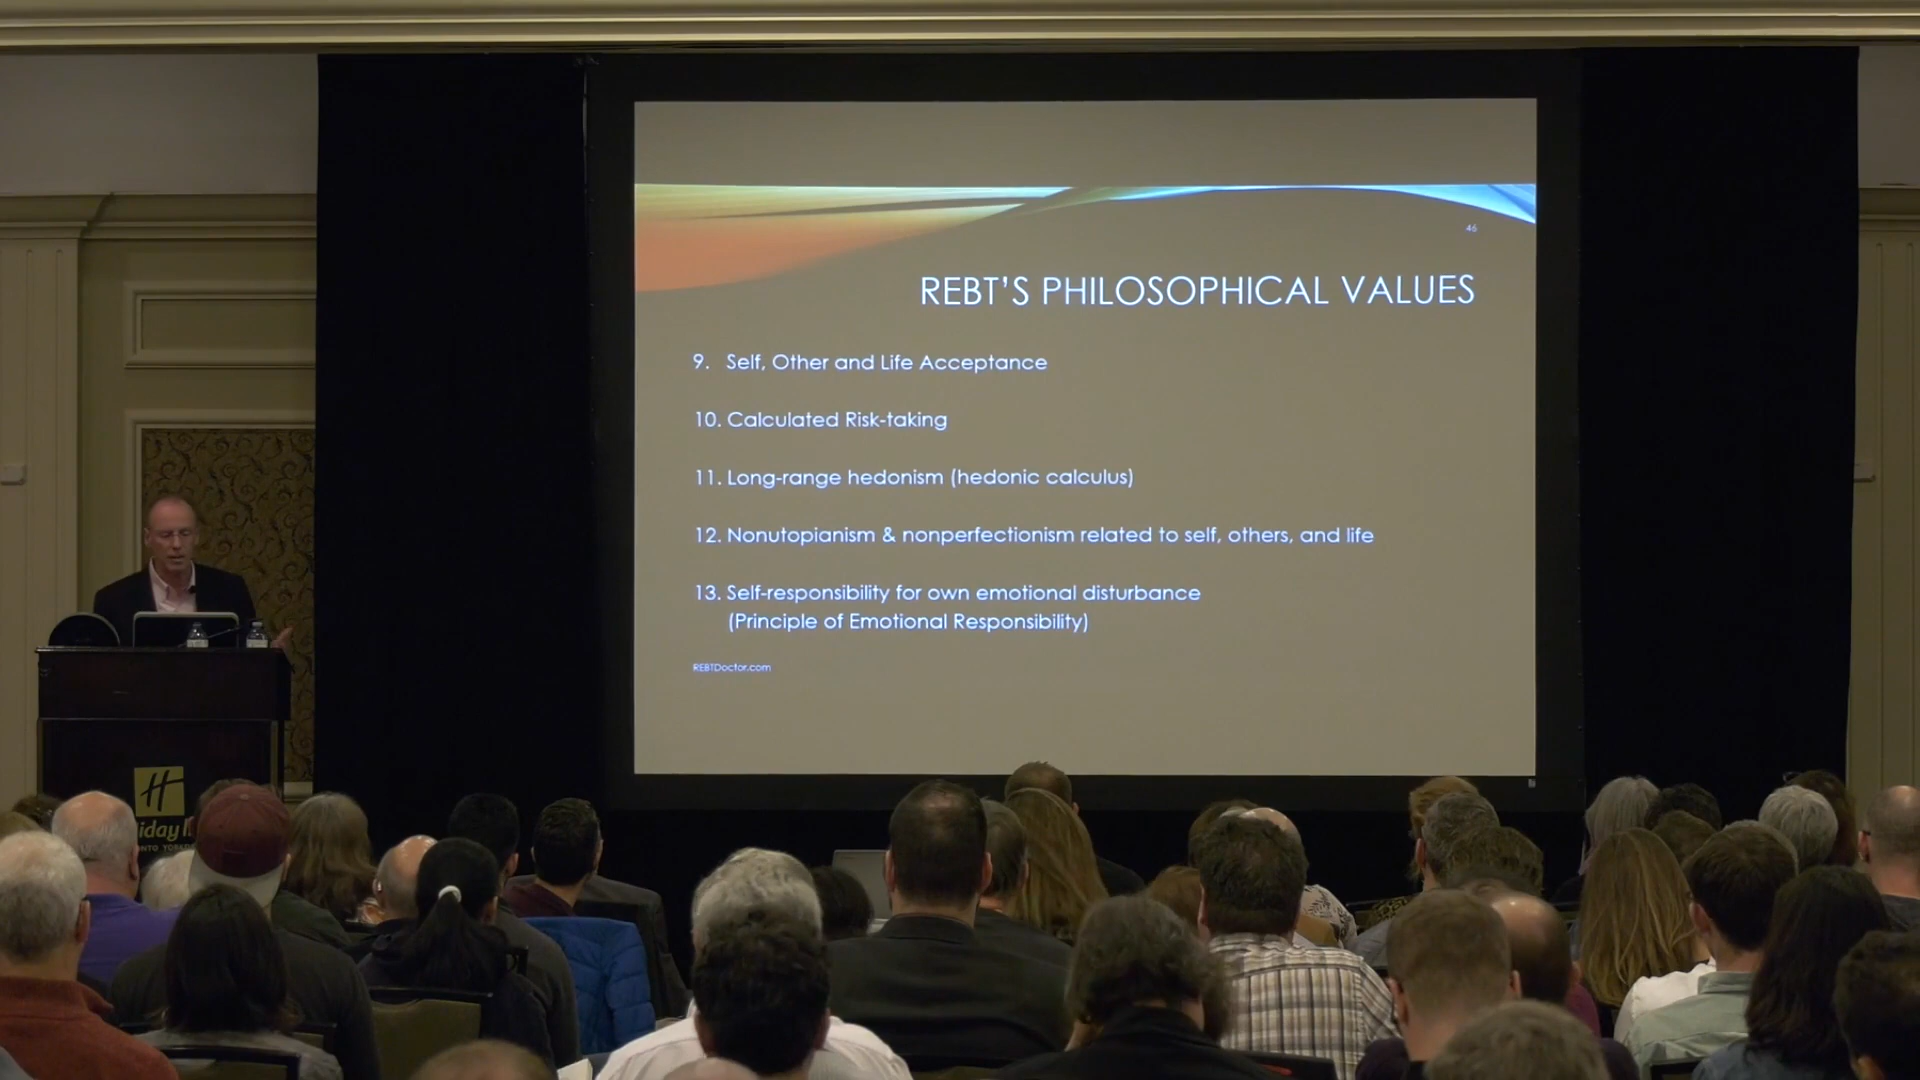 46
REBT'S PHILOSOPHICAL VALUES
9. Self, Other and Life Acceptance
10. Calculated Risk-taking
11. Long-range hedonism (hedonic calculus)
12. Nonutopianism & nonperfectionism related to self, others, and life
13. Self-responsibility for own emotional disturbance
(Principle of Emotional Responsibility)
REBTDoctor.com
H